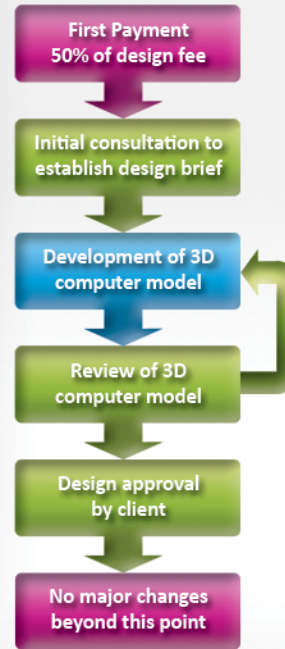 First Payment
50% of design fee
Initial consultation to
establish design brief
Development of 3D
computer model
Review of 3D
computer model
Design approval
by client
No major changes
beyond this point